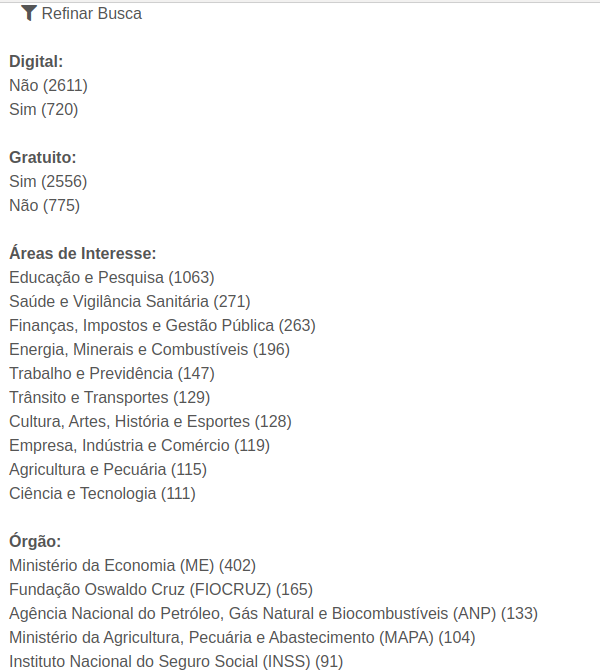 Refinar Busca
Digital:
Não (2611)
Sim (720)
Gratuito:
Sim (2556)
Não (775)
Áreas de Interesse:
Educação e Pesquisa (1063)
Saúde e Vigilância Sanitária (271)
Finanças, Impostos e Gestão Pública (263)
Energia, Minerais e Combustíveis (196)
Trabalho e Previdência (147)
Trânsito e Transportes (129)
Cultura, Artes, História e Esportes (128)
Empresa, Indústria e Comércio (119)
Agricultura e Pecuária (115)
Ciência e Tecnologia (111)
Órgão:
Ministério da Economia (ME) (402)
Fundação Oswaldo Cruz (FIOCRUZ) (165)
Agência Nacional do Petróleo, Gás Natural e Biocombustíveis (ANP) (133)
Ministério da Agricultura, Pecuária e Abastecimento (MAPA) (104)
Instituto Nacional do Seguro Social (INSS) (91)